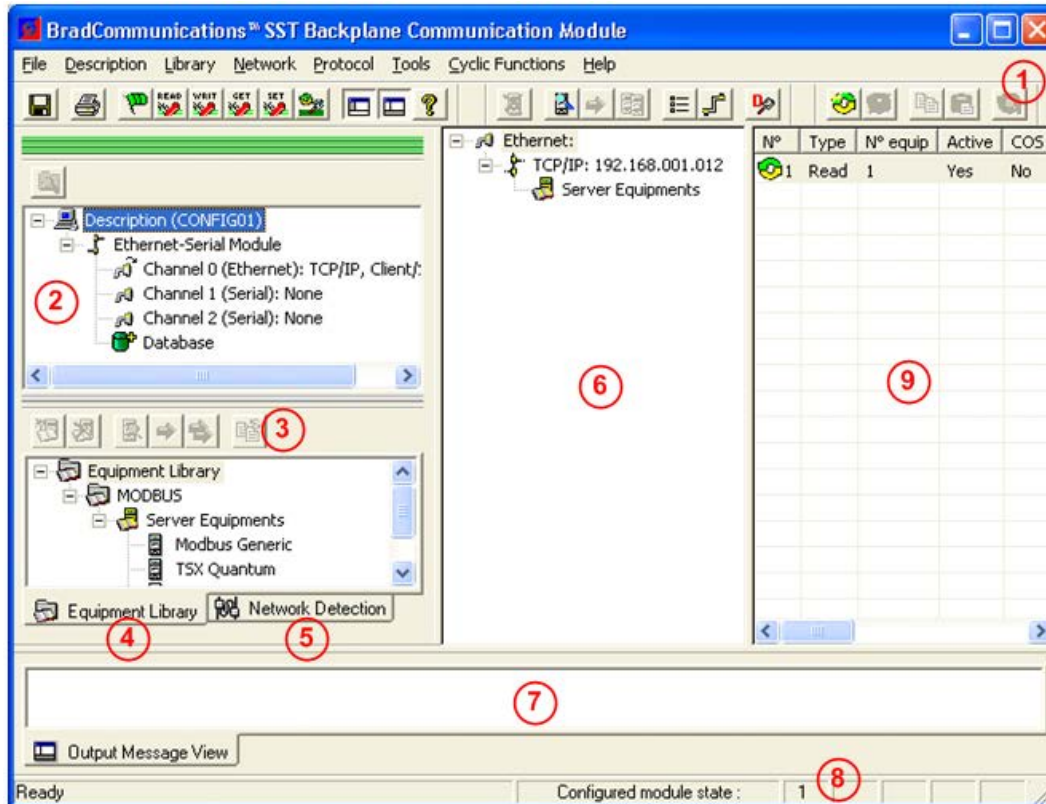 BradCommunications™ SST Backplane Communication Module
File Description Library Network Protocol Tools Cyclic Functions Help
1
READ WRIT GET SET
Description (CONFIG01)
Ethernet-Serial Module
Channel 0 (Ethernet): TCP/IP, Client/
Channel 1 (Serial): None
Channel 2 (Serial): None
Database
2
3
Equipment Library
MODBUS
Server Equipments
Modbus Generic
TSX Quantum
Equipment Library Network Detection
4 5
Ethernet:
TCP/IP: 192.168.001.012
Server Equipments
6
N° Type N° equip Active COS
1 Read 1 Yes No
9
7
Output Message View
Ready Configured module state : 1
8